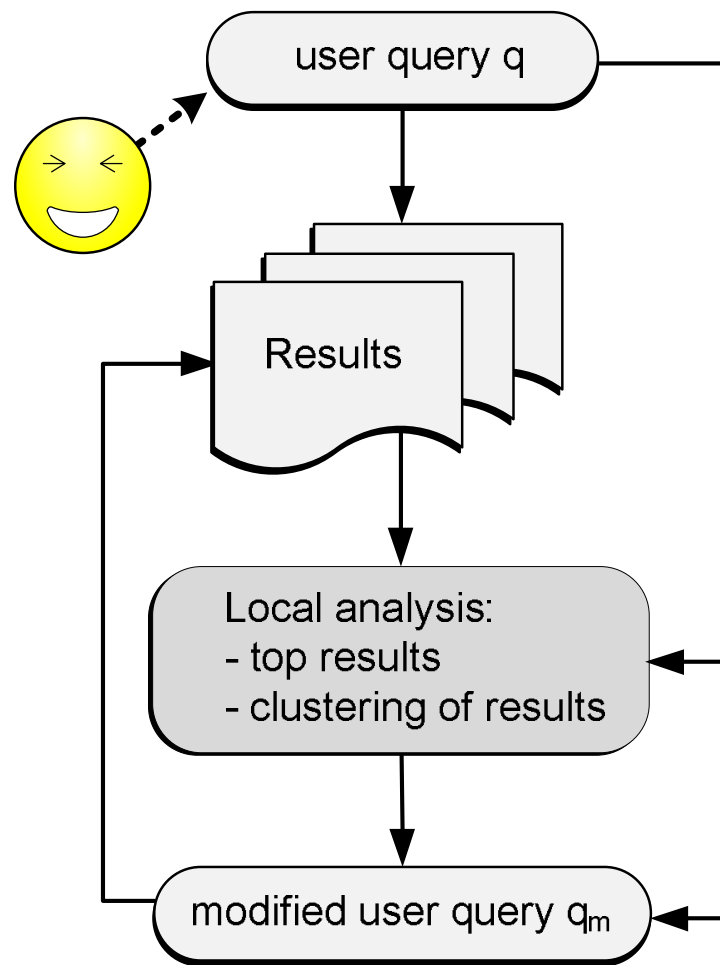 user query q
Results
Local analysis:
- top results
- clustering of results
modified user query qm